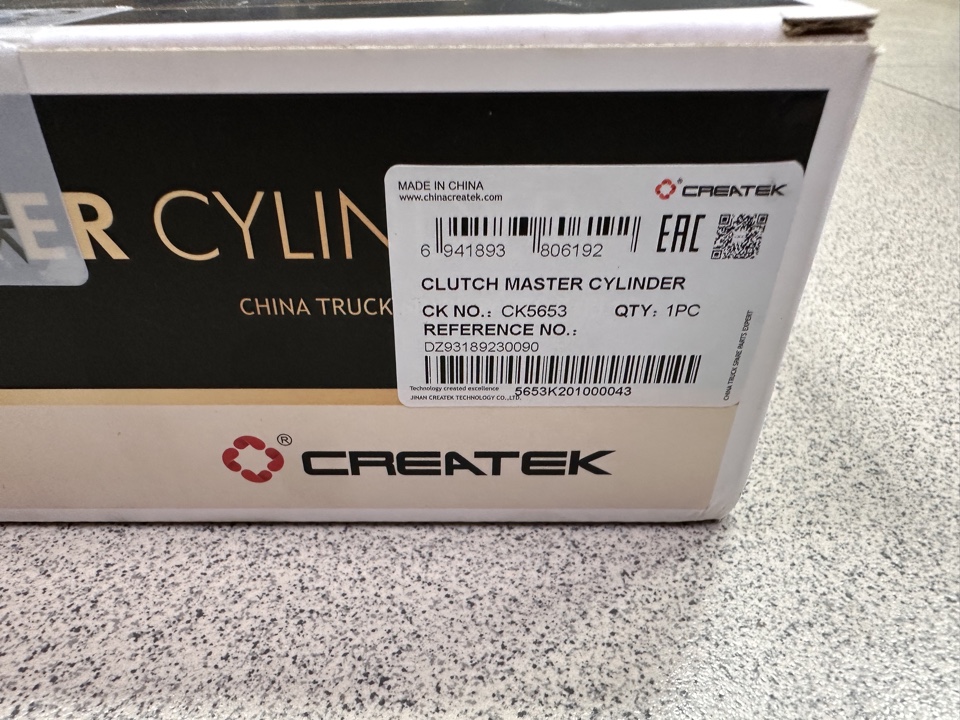 ER CYLIN
CHINA TRUCK
MADE IN CHINA
www.chinacreatek.com
® CREATEK
6 941893 806192
EAC
CLUTCH MASTER CYLINDER
CK NO.: CK5653 QTY: 1PC
REFERENCE NO.:
DZ93189230090
Technology created excellence
5653K201000043
JINAN CREATEK TECHNOLOGY CO.,LTD.
CHINA TRUCK SPARE PARTS EXPERT
® CREATEK